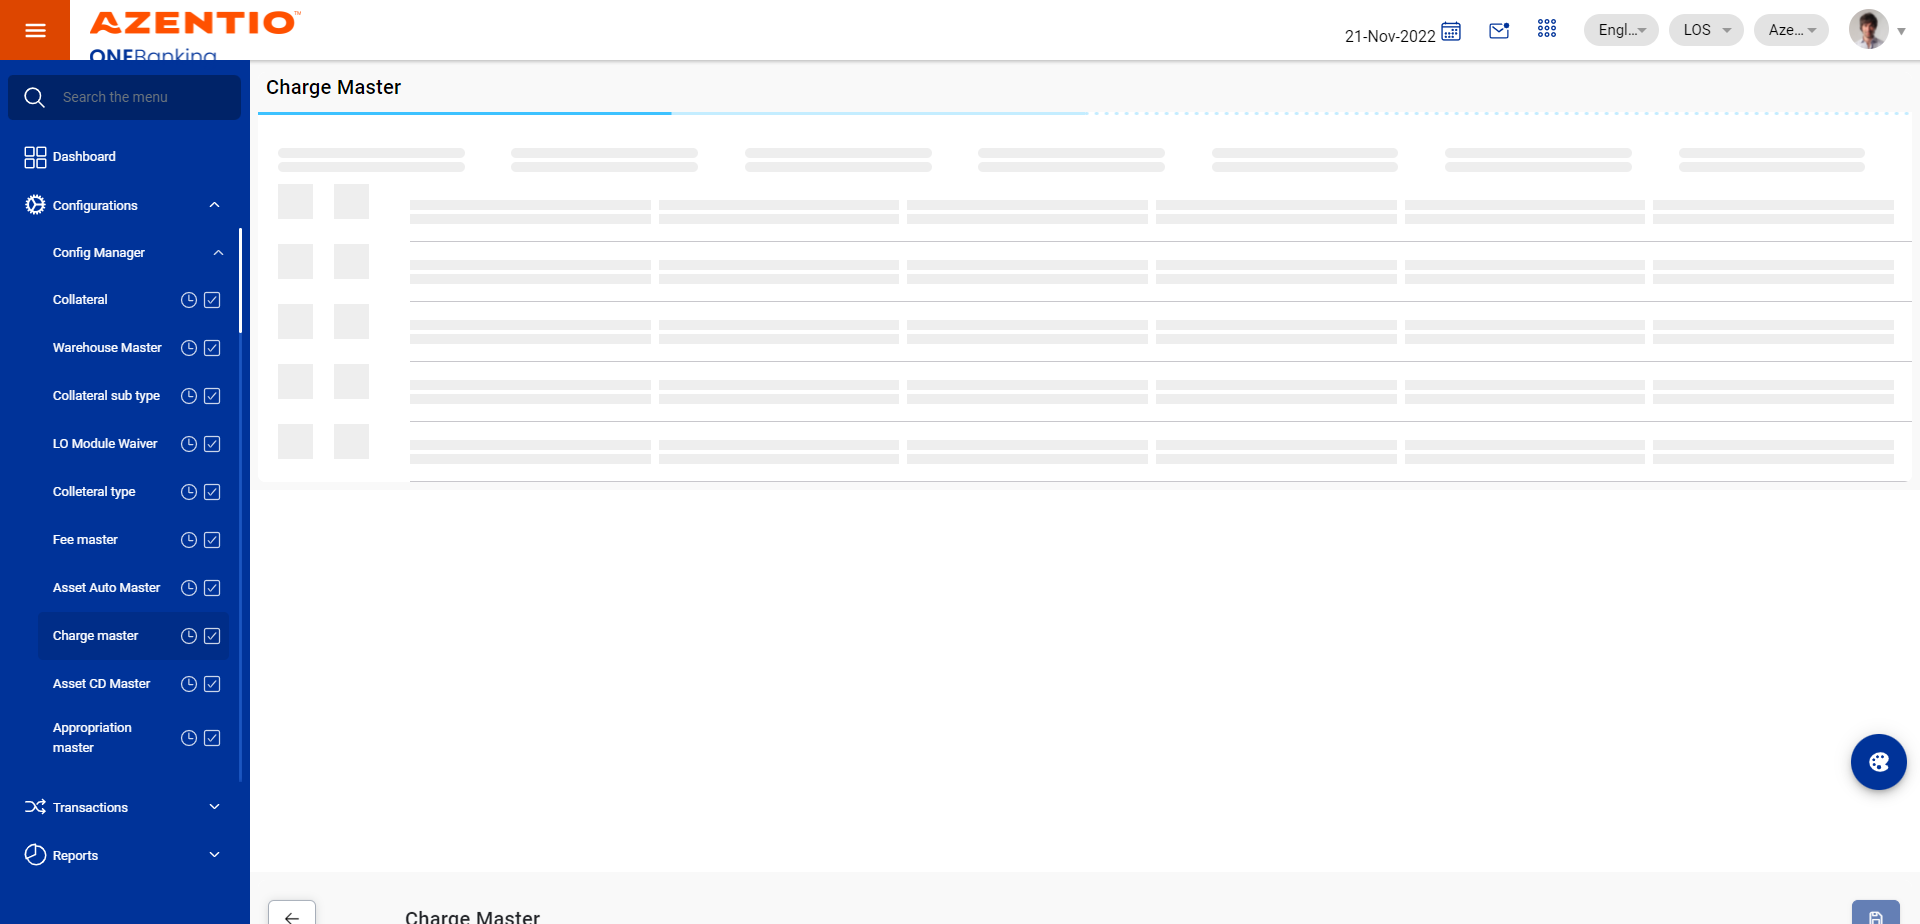 AZENTIO™
ONEBanking
21-Nov-2022
Engl...
LOS
Aze...
Search the menu
Dashboard
Configurations
Config Manager
Collateral
Warehouse Master
Collateral sub type
LO Module Waiver
Colleteral type
Fee master
Asset Auto Master
Charge master
Asset CD Master
Appropriation
master
Transactions
Reports
Charge Master
Charge Master